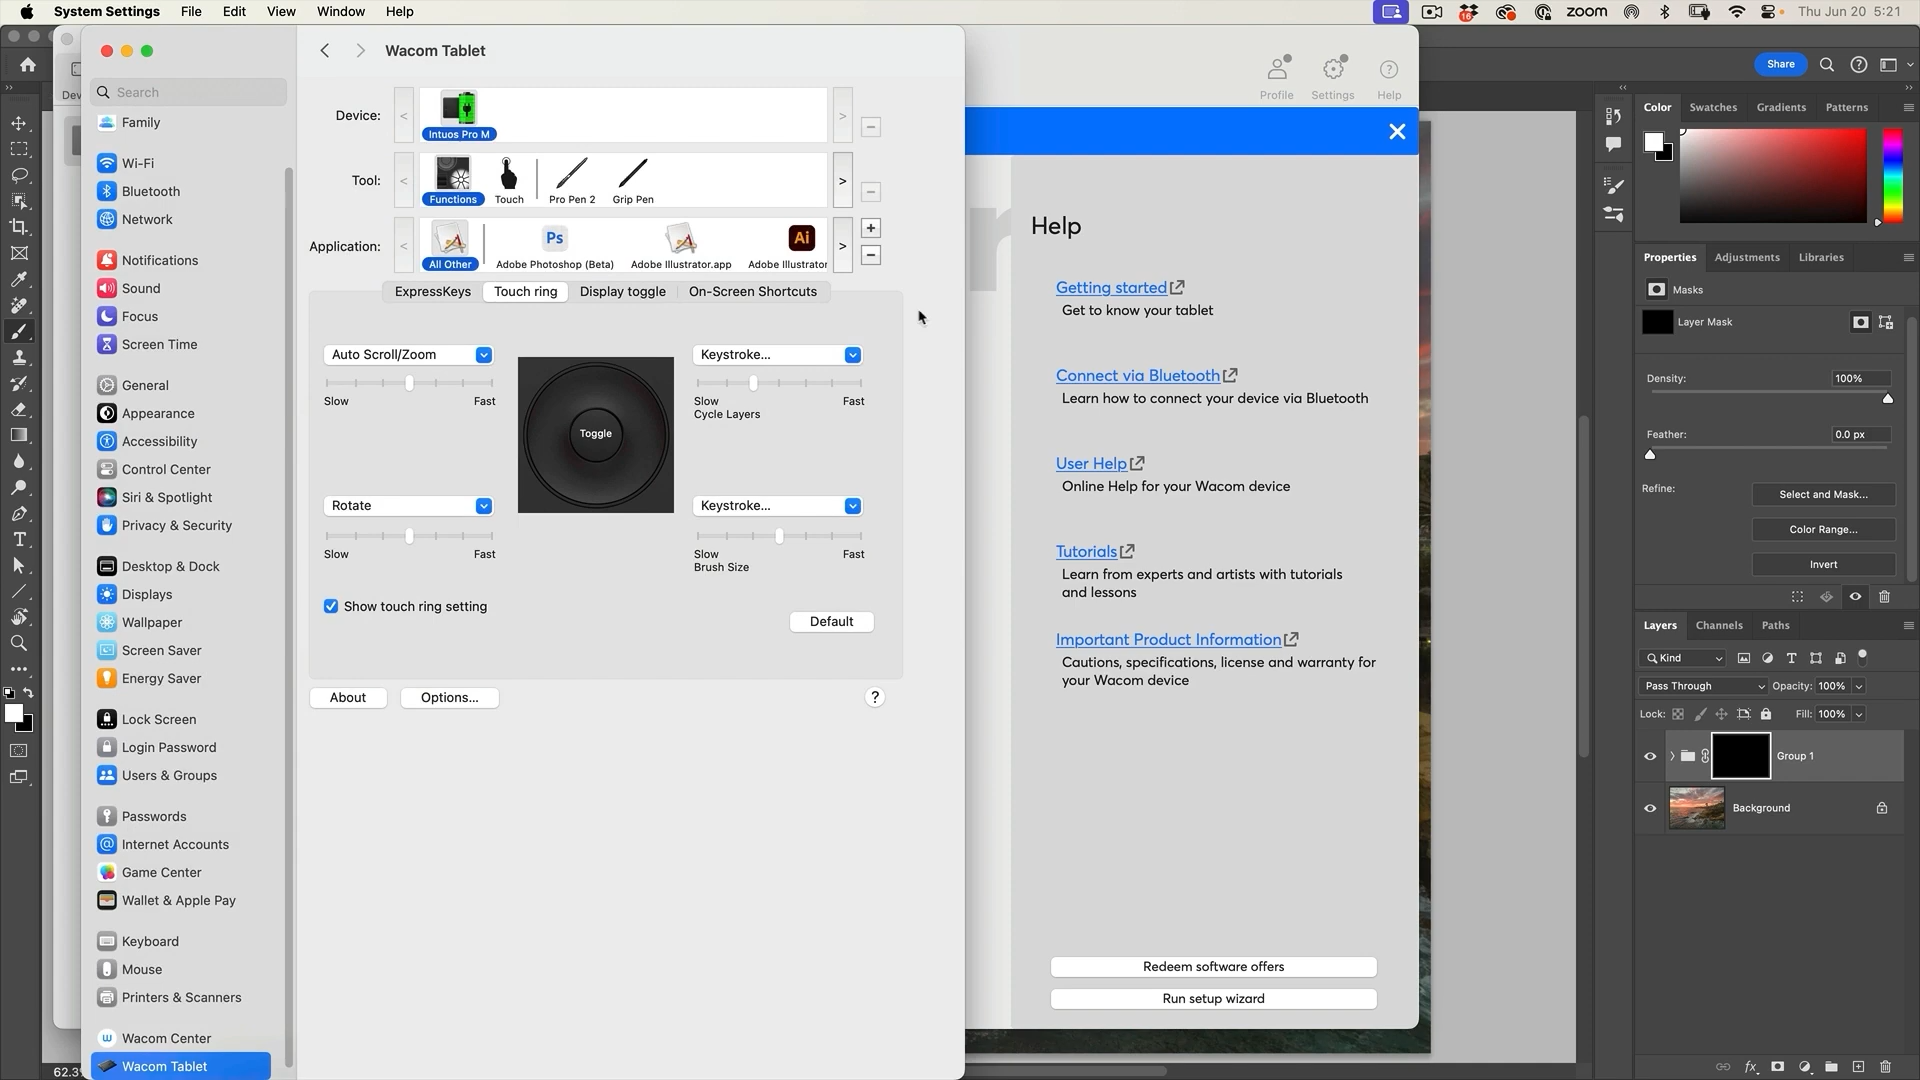 System Settings File Edit View Window Help
16 zoom Thu Jun 20 5:21
Wacom Tablet
Search
Family
Wi-Fi
Bluetooth
Network
Notifications
Sound
Focus
Screen Time
General
Appearance
Accessibility
Control Center
Siri & Spotlight
Privacy & Security
Desktop & Dock
Displays
Wallpaper
Screen Saver
Energy Saver
Lock Screen
Login Password
Users & Groups
Passwords
Internet Accounts
Game Center
Wallet & Apple Pay
Keyboard
Mouse
Printers & Scanners
Wacom Center
Wacom Tablet
Device:
Intuos Pro M
Tool:
Functions Touch Pro Pen 2 Grip Pen
Application:
Ps Ai
All Other Adobe Photoshop (Beta) Adobe Illustrator.app Adobe Illustrator
ExpressKeys Touch ring Display toggle On-Screen Shortcuts
Auto Scroll/Zoom
Slow Fast
Keystroke...
Slow Fast
Cycle Layers
Toggle
Rotate
Slow Fast
Keystroke...
Slow Fast
Brush Size
Show touch ring setting
Default
About Options... ?
Profile Settings Help
Help
Getting started
Get to know your tablet
Connect via Bluetooth
Learn how to connect your device via Bluetooth
User Help
Online Help for your Wacom device
Tutorials
Learn from experts and artists with tutorials
and lessons
Important Product Information
Cautions, specifications, license and warranty for
your Wacom device
Redeem software offers
Run setup wizard
Share
Color Swatches Gradients Patterns
Properties Adjustments Libraries
Masks
Layer Mask
Density: 100%
Feather: 0.0 px
Refine: Select and Mask...
Color Range...
Invert
Layers Channels Paths
Kind
Pass Through Opacity: 100%
Lock: Fill: 100%
Group 1
Background
fx
Dev
62.3